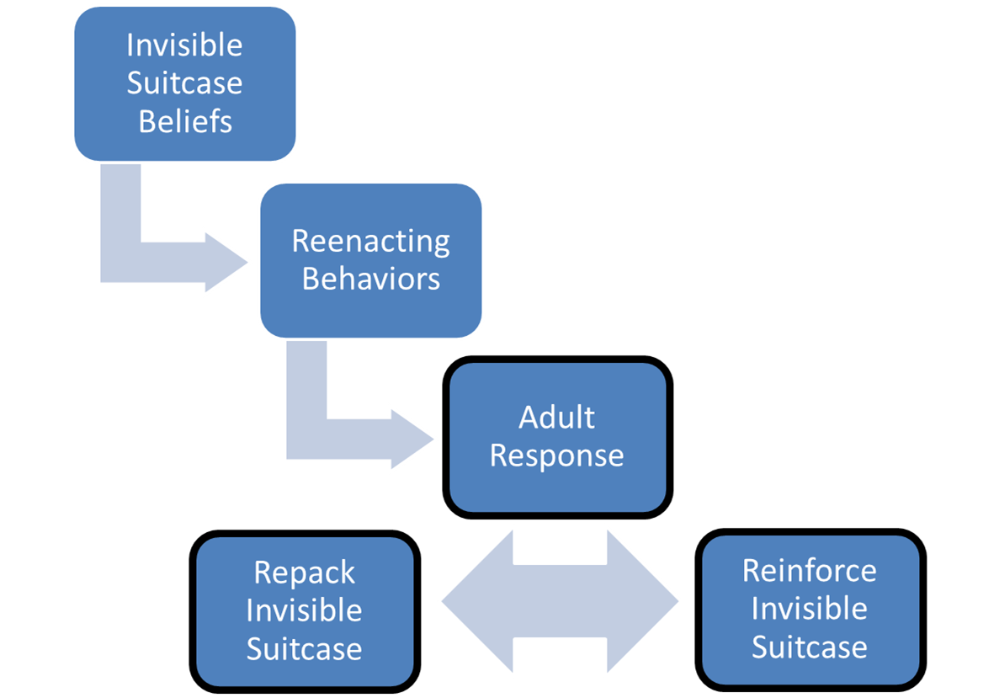 Invisible
Suitcase
Beliefs
Reenacting
Behaviors
Adult
Response
Repack
Invisible
Suitcase
Reinforce
Invisible
Suitcase